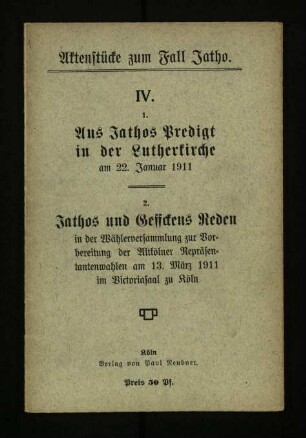 Aktenstücke zum Fall Jatho.
IV.
1.
Aus Jathos Predigt
in der Lutherkirche
am 22. Januar 1911
2.
Jathos und Geffckens Reden
in der Wählerversammlung zur Vor-
bereitung der Altkölner Repräsen-
tantenwahlen am 13. März 1911
im Victoriasaal zu Köln
Köln
Verlag von Paul Neubner.
Preis 50 Pf.